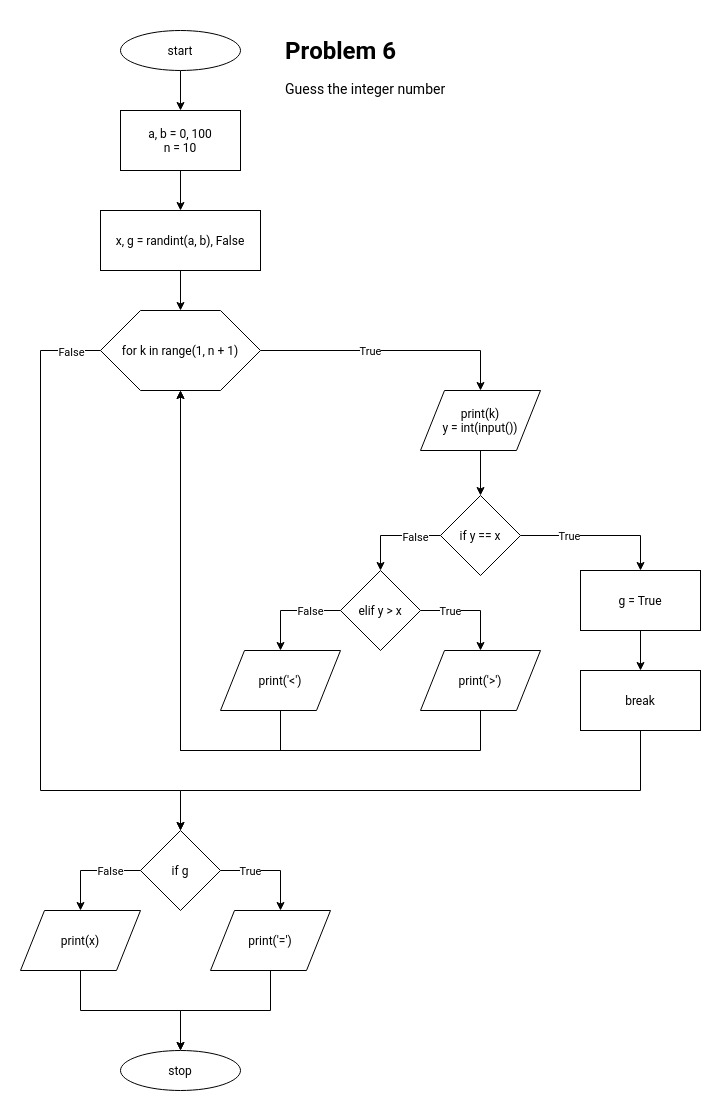 start
Problem 6
Guess the integer number
a, b = 0, 100
n = 10
x, g = randint(a, b), False
for k in range(1, n + 1)
False
True
print(k)
y = int(input())
if y == x
False
True
elif y > x
g = True
False
True
print('<')
print('>')
break
if g
False
True
print(x)
print('=')
stop